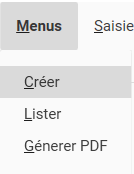 Menus Saisie
Créer
Lister
Génerer PDF